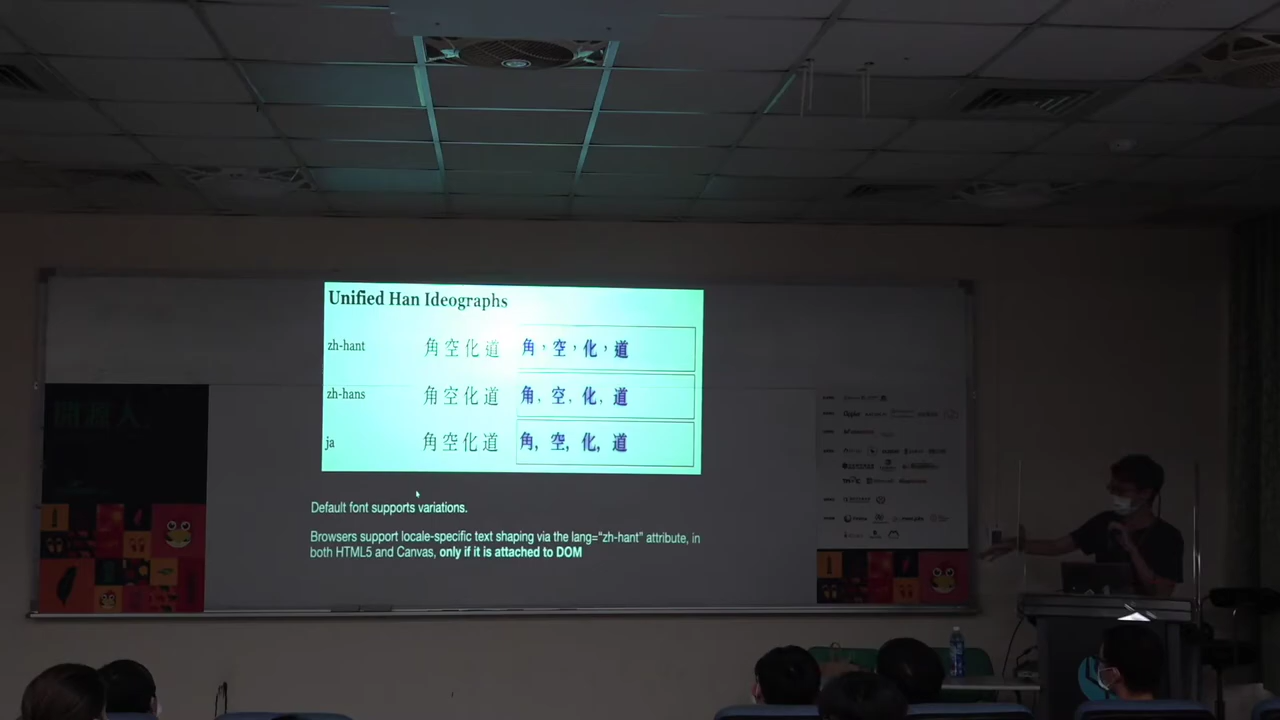 Unified Han Ideographs
zh-hant 角空化道 角，空，化，道
zh-hans 角空化道 角，空，化，道
ja 角空化道 角, 空, 化, 道
Default font supports variations.
Browsers support locale-specific text shaping via the lang="zh-hant" attribute, in
both HTML5 and Canvas, only if it is attached to DOM
開源人